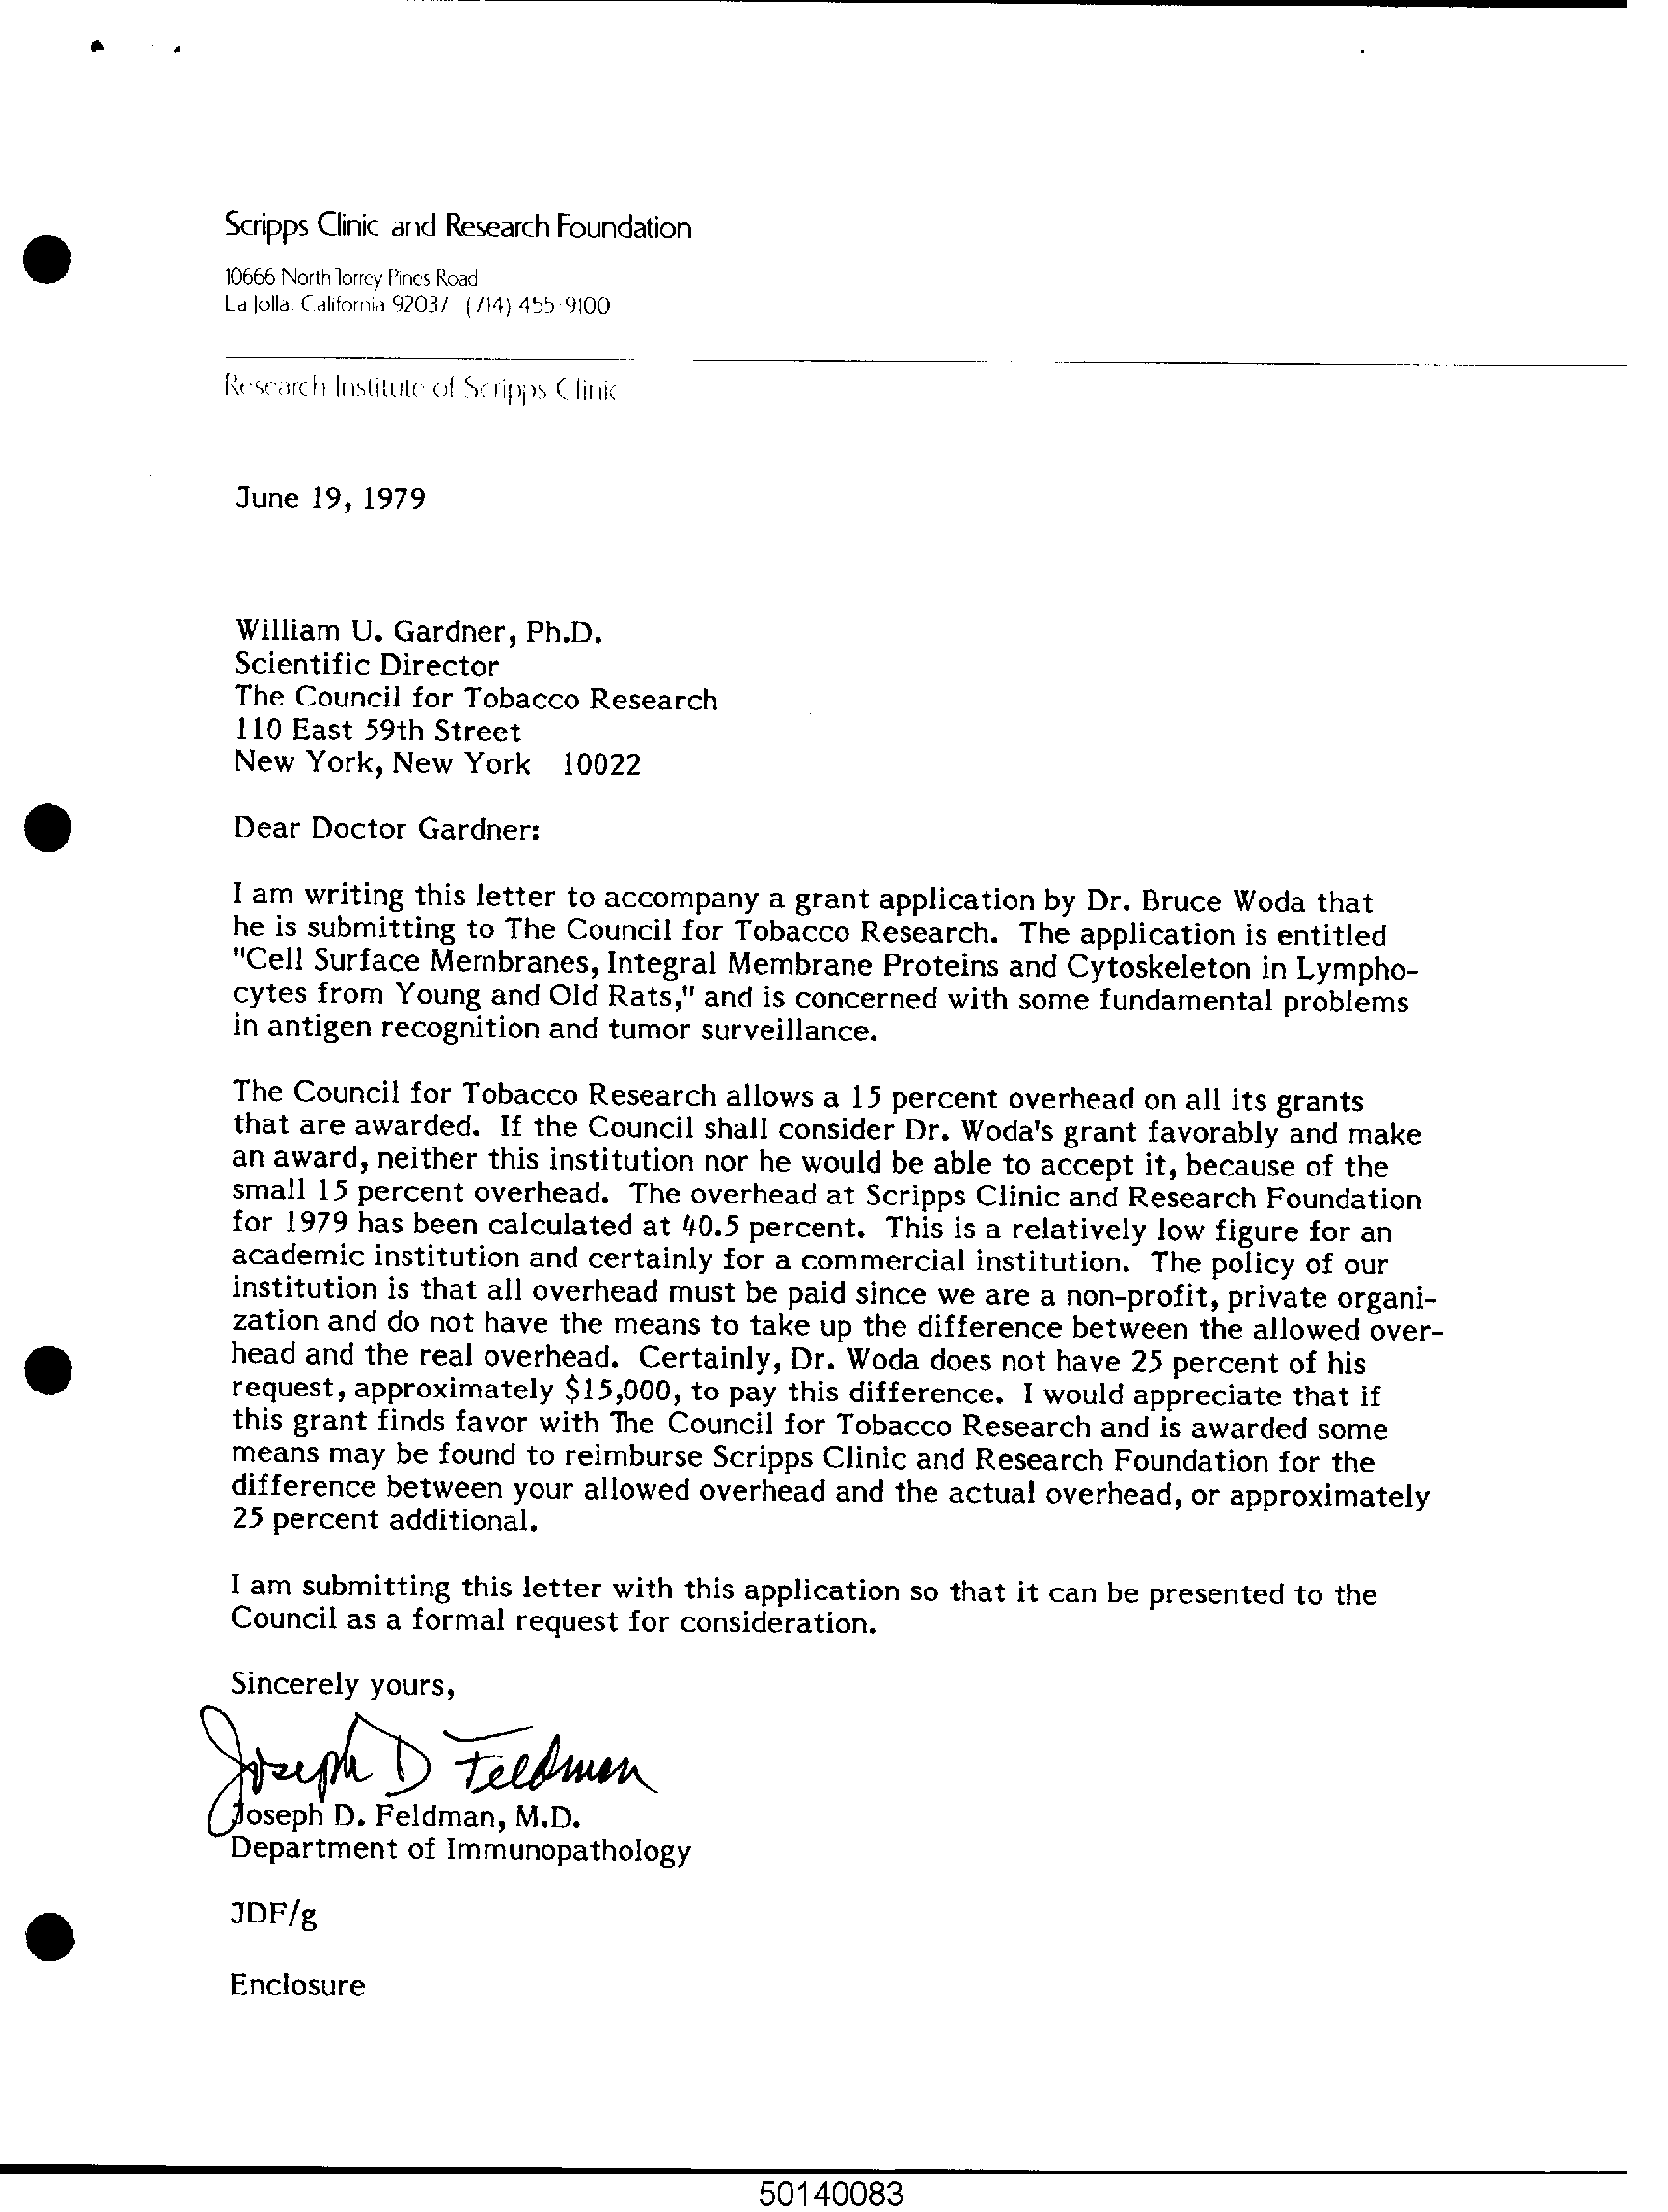 Scripps Clinic and Research Foundation
10666 North Torrey Pines Road
La Jolla, California 92037 (714) 455-9100
Research Institute of Scripps Clinic
June 19, 1979
William U. Gardner, Ph.D.
Scientific Director
The Council for Tobacco Research
110 East 59th Street
New York, New York 10022
Dear Doctor Gardner:
I am writing this letter to accompany a grant application by Dr. Bruce Woda that
he is submitting to The Council for Tobacco Research. The application is entitled
"Cell Surface Membranes, Integral Membrane Proteins and Cytoskeleton in Lympho-
cytes from Young and Old Rats," and is concerned with some fundamental problems
in antigen recognition and tumor surveillance.
The Council for Tobacco Research allows a 15 percent overhead on all its grants
that are awarded. If the Council shall consider Dr. Woda's grant favorably and make
an award, neither this institution nor he would be able to accept it, because of the
small 15 percent overhead. The overhead at Scripps Clinic and Research Foundation
for 1979 has been calculated at 40.5 percent. This is a relatively low figure for an
academic institution and certainly for a commercial institution. The policy of our
institution is that all overhead must be paid since we are a non-profit, private organi-
zation and do not have the means to take up the difference between the allowed over-
head and the real overhead. Certainly, Dr. Woda does not have 25 percent of his
request, approximately $15,000, to pay this difference. I would appreciate that if
this grant finds favor with The Council for Tobacco Research and is awarded some
means may be found to reimburse Scripps Clinic and Research Foundation for the
difference between your allowed overhead and the actual overhead, or approximately
25 percent additional.
I am submitting this letter with this application so that it can be presented to the
Council as a formal request for consideration.
Sincerely yours,
Joseph D Feldman
Joseph D. Feldman, M.D.
Department of Immunopathology
JDF/g
Enclosure
50140083